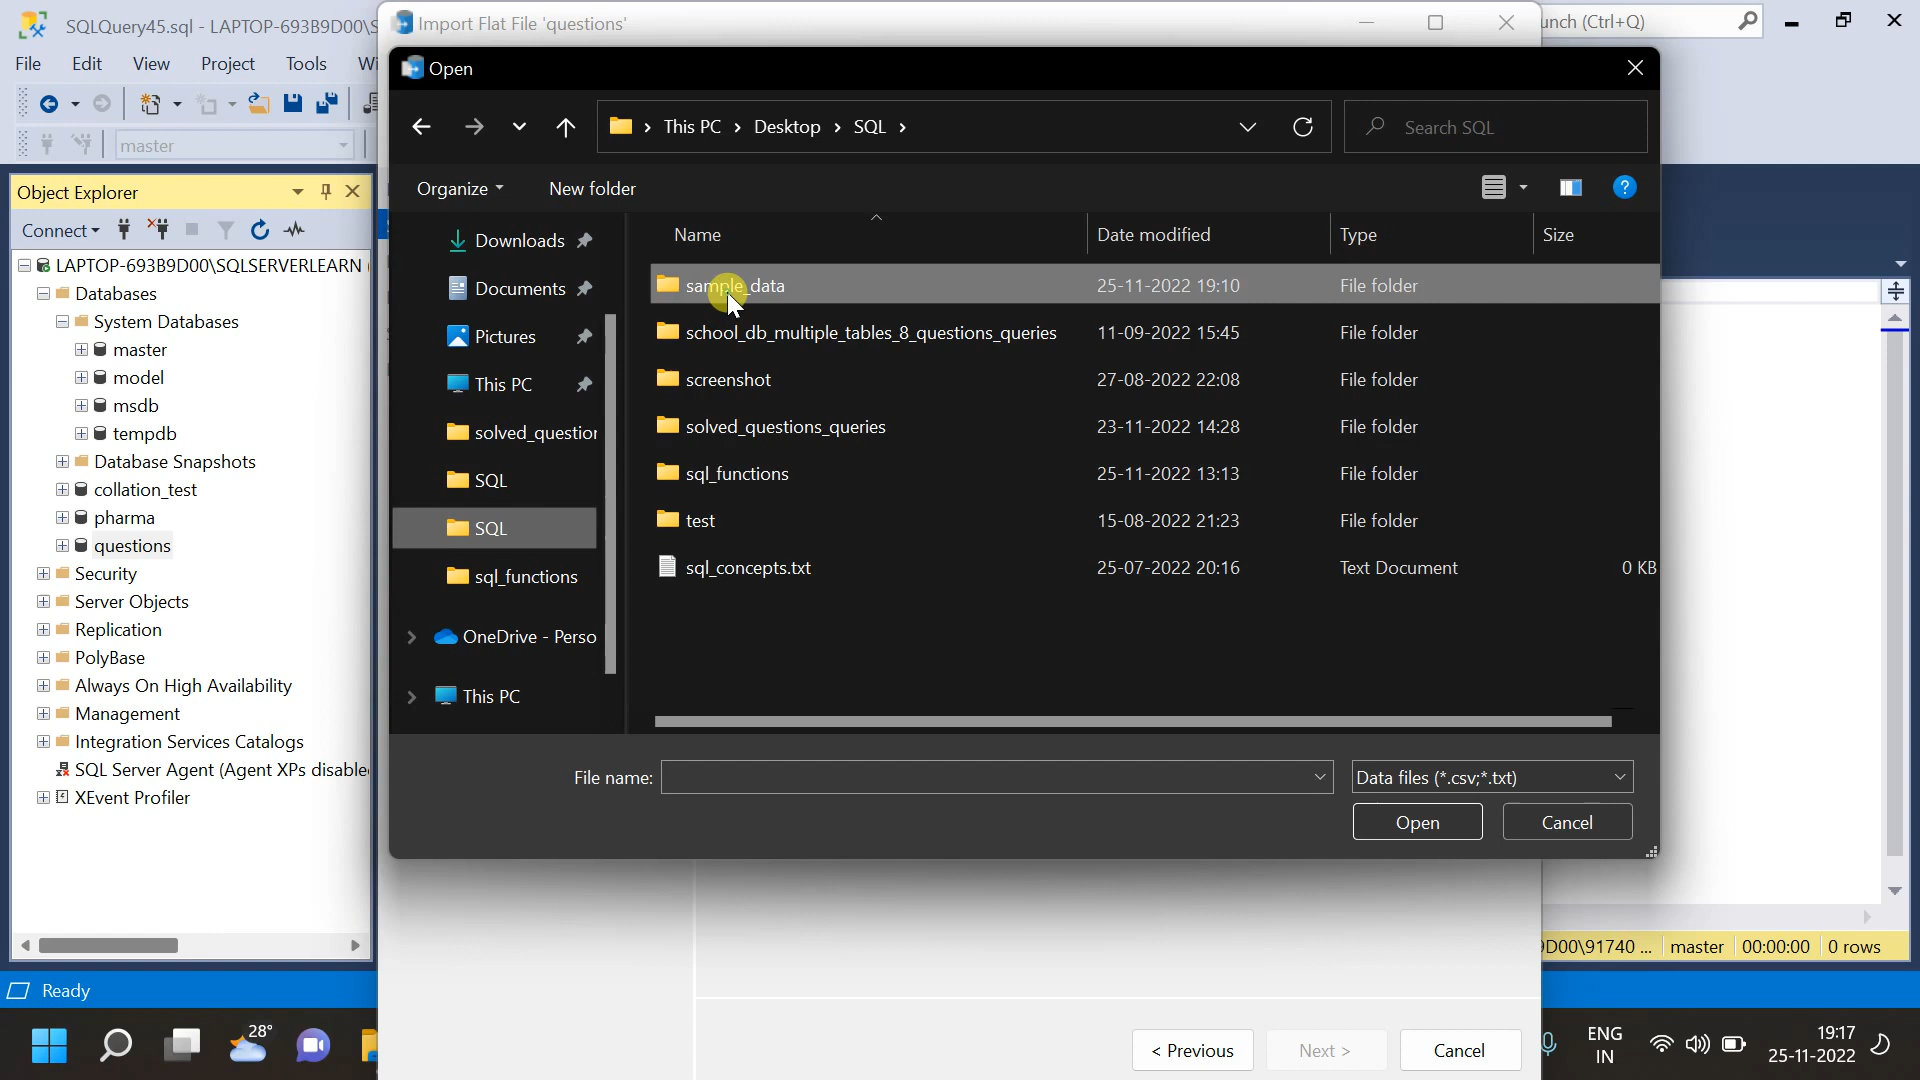 SQLQuery45.sql - LAPTOP-693B9D00\S
Import Flat File 'questions'
unch (Ctrl+Q)
File Edit View Project Tools Wi
Open
This PC > Desktop > SQL >
Search SQL
master
Organize
New folder
Object Explorer
Connect
LAPTOP-693B9D00\SQLSERVERLEARN (
Databases
System Databases
master
model
msdb
tempdb
Database Snapshots
collation_test
pharma
questions
Security
Server Objects
Replication
PolyBase
Always On High Availability
Management
Integration Services Catalogs
SQL Server Agent (Agent XPs disable
XEvent Profiler
Downloads
Documents
Pictures
This PC
solved_question
SQL
SQL
sql_functions
OneDrive - Perso
This PC
Name Date modified Type Size
sample_data 25-11-2022 19:10 File folder
school_db_multiple_tables_8_questions_queries 11-09-2022 15:45 File folder
screenshot 27-08-2022 22:08 File folder
solved_questions_queries 23-11-2022 14:28 File folder
sql_functions 25-11-2022 13:13 File folder
test 15-08-2022 21:23 File folder
sql_concepts.txt 25-07-2022 20:16 Text Document 0 KB
File name:
Data files (*.csv;*.txt)
Open Cancel
9D00\91740 ... master 00:00:00 0 rows
Ready
< Previous Next > Cancel
28°
ENG
IN
19:17
25-11-2022